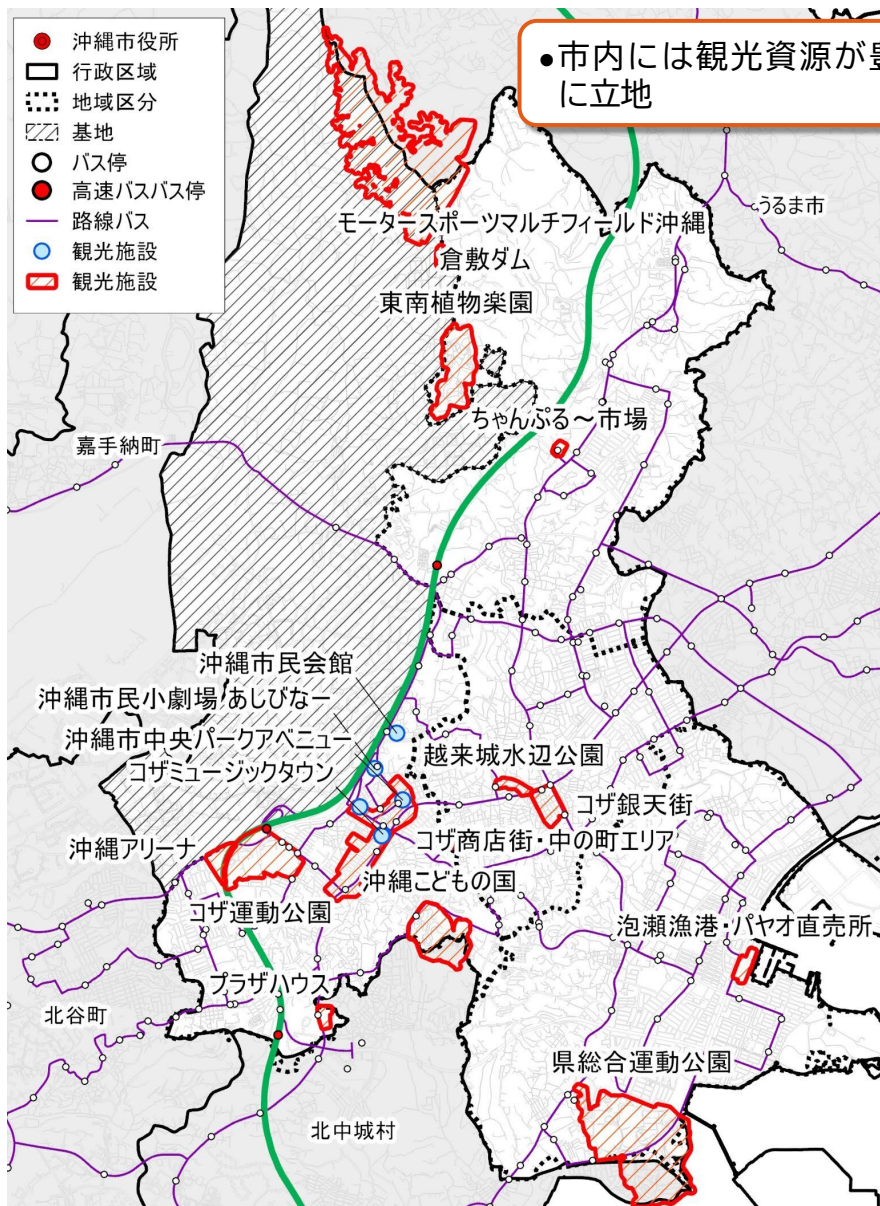 沖縄市役所
行政区域
地域区分
基地
バス停
高速バスバス停
路線バス
観光施設
観光施設
●市内には観光資源が
に立地
うるま市
モータースポーツマルチフィールド沖縄
倉敷ダム
東南植物楽園
ちゃんぷる～市場
嘉手納町
沖縄市民会館
沖縄市民小劇場あしびなー
沖縄市中央パークアベニュー
コザミュージックタウン
越来城水辺公園
コザ銀天街
コザ商店街・中の町エリア
沖縄アリーナ
沖縄こどもの国
コザ運動公園
泡瀬漁港・パヤオ直売所
プラザハウス
北谷町
県総合運動公園
北中城村